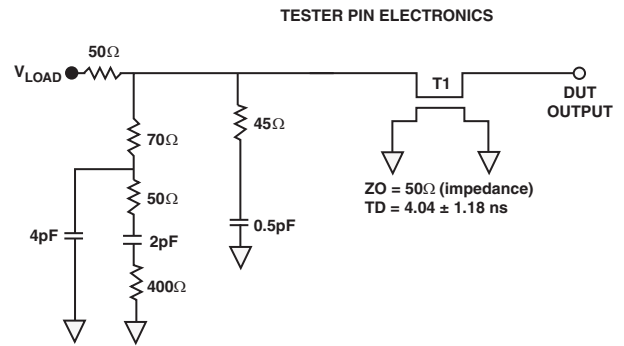 TESTER PIN ELECTRONICS
50Ω
VLOAD
T1
DUT
OUTPUT
70Ω
45Ω
50Ω
ZO = 50Ω (impedance)
TD = 4.04 ± 1.18 ns
4pF
2pF
0.5pF
400Ω